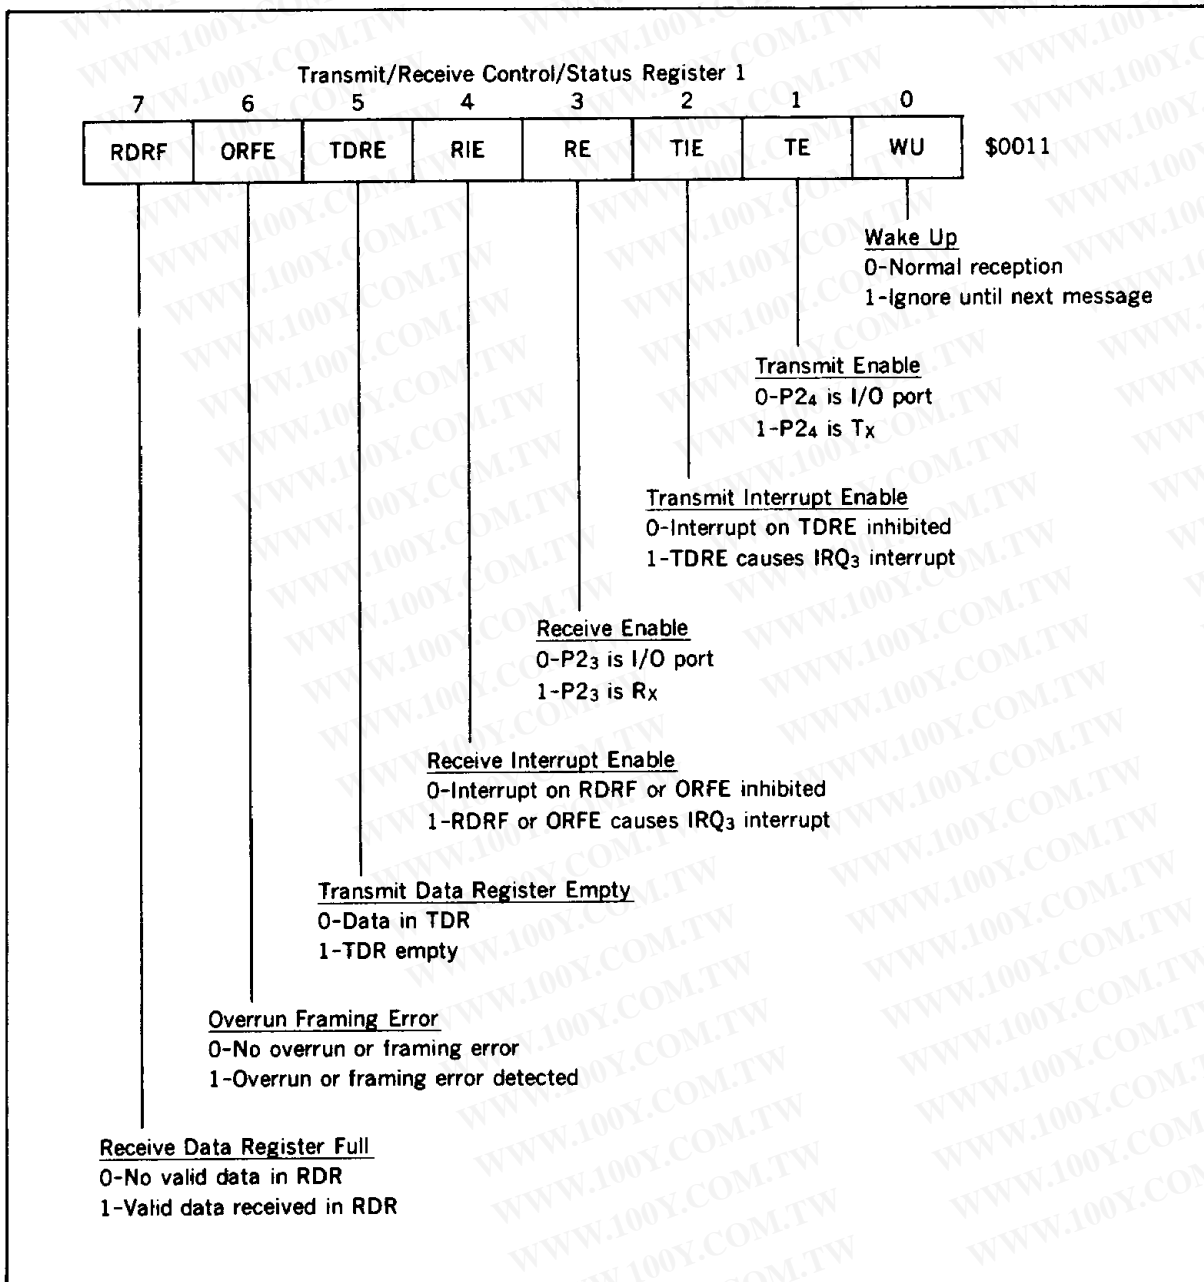 Transmit/Receive Control/Status Register 1
7 6 5 4 3 2 1 0
RDRF ORFE TDRE RIE RE TIE TE WU $0011
Wake Up
0-Normal reception
1-Ignore until next message
Transmit Enable
0-P24 is I/O port
1-P24 is Tx
Transmit Interrupt Enable
0-Interrupt on TDRE inhibited
1-TDRE causes IRQ3 interrupt
Receive Enable
0-P23 is I/O port
1-P23 is Rx
Receive Interrupt Enable
0-Interrupt on RDRF or ORFE inhibited
1-RDRF or ORFE causes IRQ3 interrupt
Transmit Data Register Empty
0-Data in TDR
1-TDR empty
Overrun Framing Error
0-No overrun or framing error
1-Overrun or framing error detected
Receive Data Register Full
0-No valid data in RDR
1-Valid data received in RDR
WWW.100Y.COM.TW